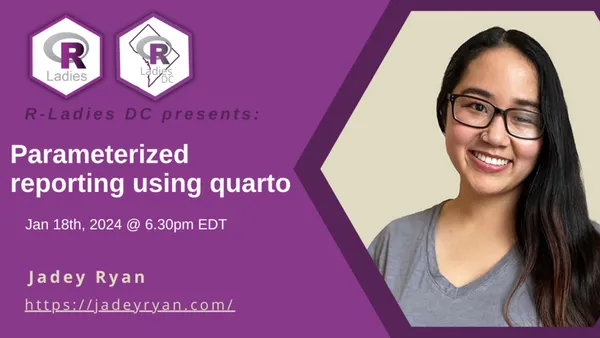 R
Ladies
R
Ladies
DC
R-Ladies DC presents:
Parameterized
reporting using quarto
Jan 18th, 2024 @ 6.30pm EDT
Jadey Ryan
https://jadeyryan.com/